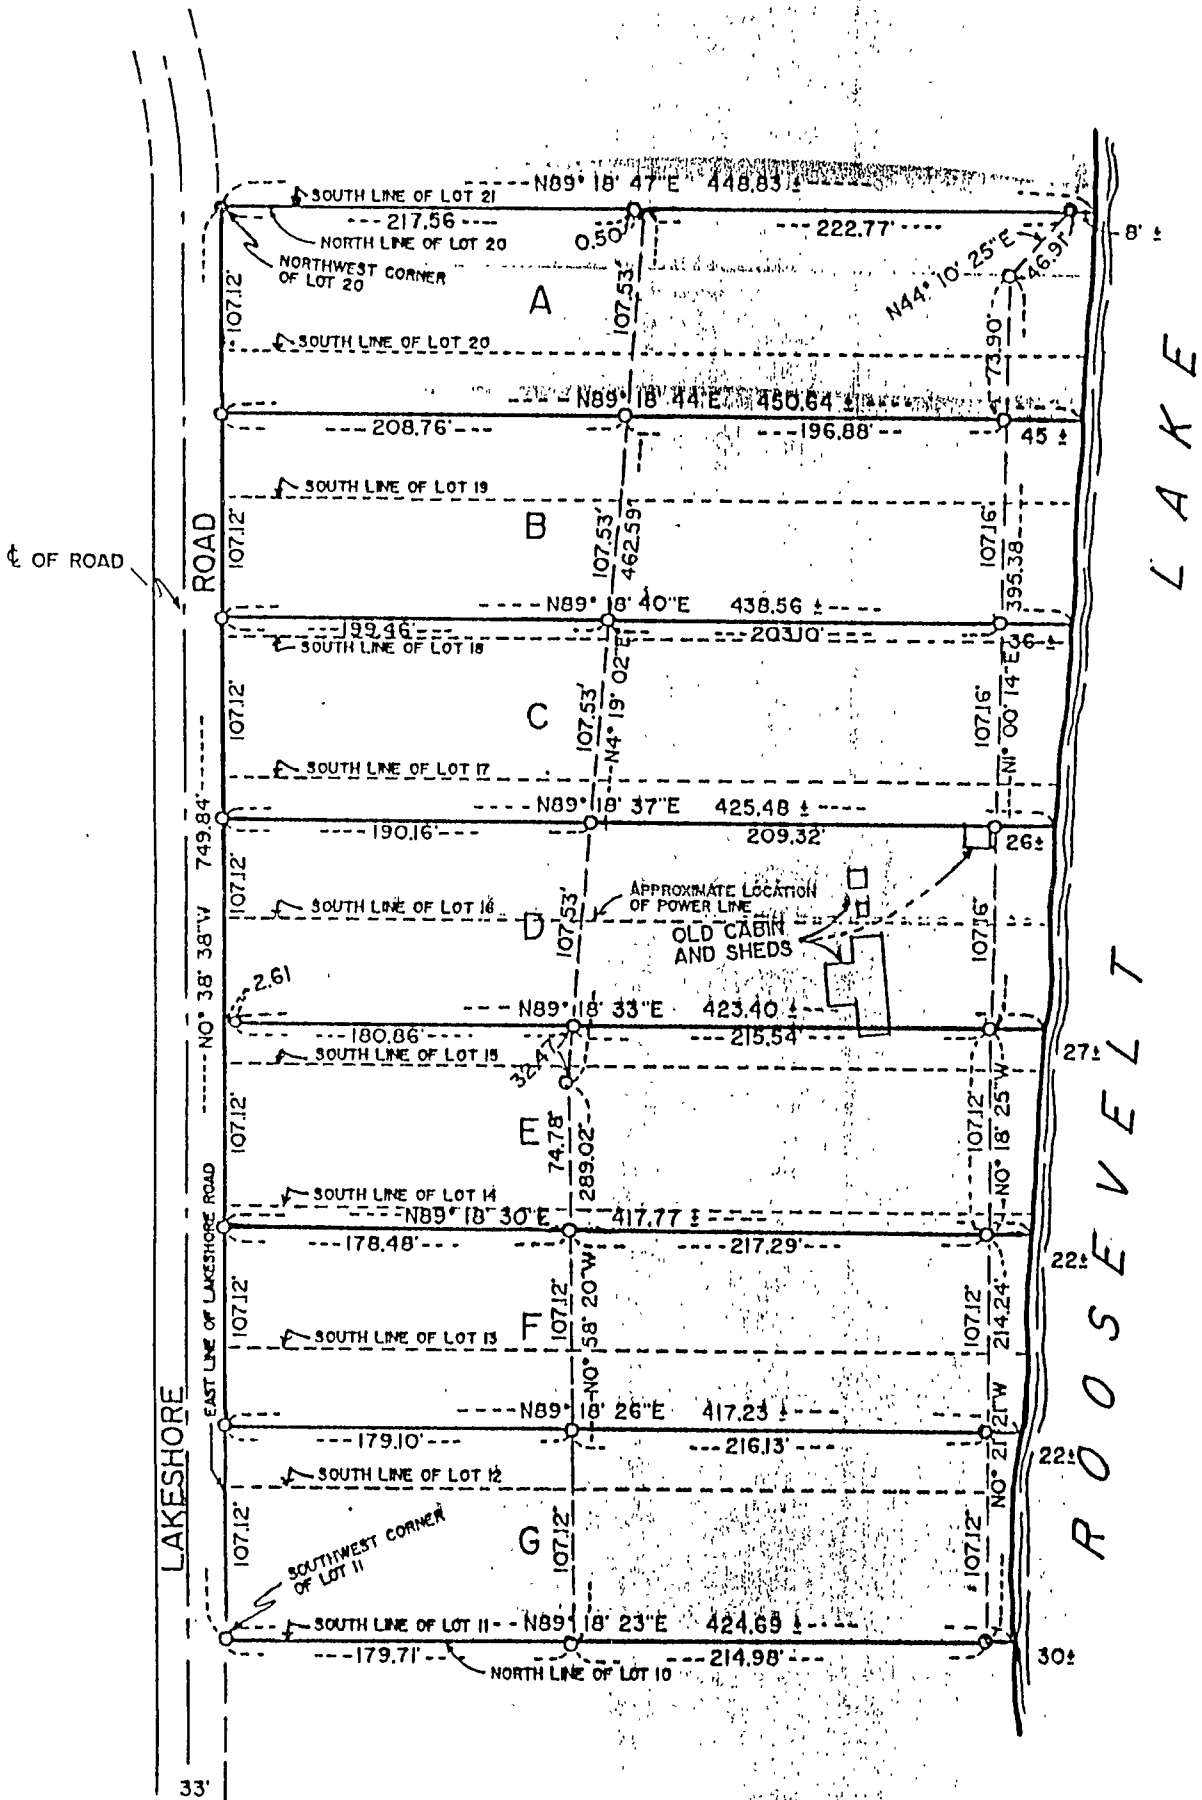 N89° 18' 47"E 448.83 ±
SOUTH LINE OF LOT 21
217.56
0.50
222.77'
8' ±
NORTH LINE OF LOT 20
NORTHWEST CORNER
OF LOT 20
N44° 10' 25"E
46.91'
107.12'
A
107.53'
73.90'
SOUTH LINE OF LOT 20
N89° 18' 44"E 450.64 ±
208.76'
196.88'
45 ±
SOUTH LINE OF LOT 19
ROAD
107.12'
B
107.53'
462.59'
107.16'
395.38
℄ OF ROAD
N89° 18' 40"E 438.56 ±
199.46'
203.10'
36 ±
SOUTH LINE OF LOT 18
107.12'
C
107.53'
N4° 19' 02"E
107.16'
N1° 00' 14"E
SOUTH LINE OF LOT 17
N89° 18' 37"E 425.48 ±
190.16'
209.32'
26±
N0° 38' 38"W 749.84'
107.12'
SOUTH LINE OF LOT 16
D
107.53'
APPROXIMATE LOCATION
OF POWER LINE
OLD CABIN
AND SHEDS
107.16'
2.61
N89° 18' 33"E 423.40 ±
180.86'
215.54'
27±
SOUTH LINE OF LOT 15
32.47
107.12'
E
74.78'
289.02'
107.12'
N0° 18' 25"W
SOUTH LINE OF LOT 14
N89° 18' 30"E 417.77 ±
178.48'
217.29'
22±
EAST LINE OF LAKESHORE ROAD
107.12'
F
107.12'
N0° 58' 20"W
107.12'
214.24'
SOUTH LINE OF LOT 13
N89° 18' 26"E 417.23 ±
179.10'
216.13'
22±
N0° 21' 21"W
SOUTH LINE OF LOT 12
LAKESHORE
107.12'
G
107.12'
107.12'
SOUTHWEST CORNER
OF LOT 11
SOUTH LINE OF LOT 11
N89° 18' 23"E 424.69 ±
179.71'
214.98'
30±
NORTH LINE OF LOT 10
33'
ROOSEVELT LAKE